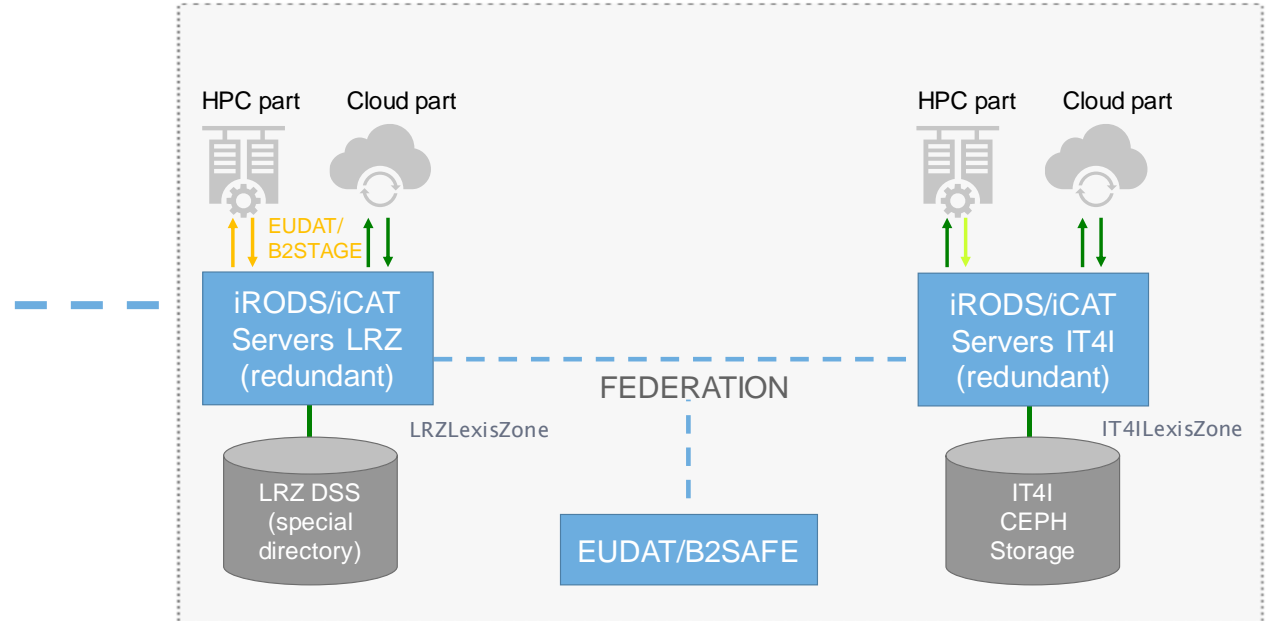 HPC part
Cloud part
HPC part
Cloud part
EUDAT/
B2STAGE
iRODS/iCAT
Servers LRZ
(redundant)
iRODS/iCAT
Servers IT4I
(redundant)
FEDERATION
LRZLexisZone
IT4ILexisZone
LRZ DSS
(special
directory)
EUDAT/B2SAFE
IT4I
CEPH
Storage